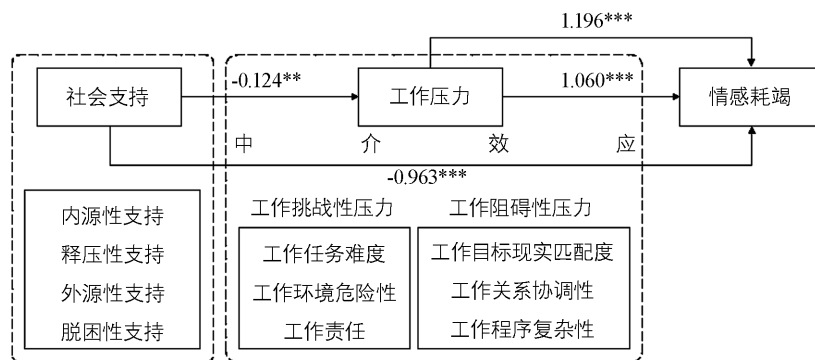 1.196***
社会支持
-0.124**
工作压力
1.060***
情感耗竭
中介效应
-0.963***
内源性支持
释压性支持
外源性支持
脱困性支持
工作挑战性压力
工作任务难度
工作环境危险性
工作责任
工作阻碍性压力
工作目标现实匹配度
工作关系协调性
工作程序复杂性